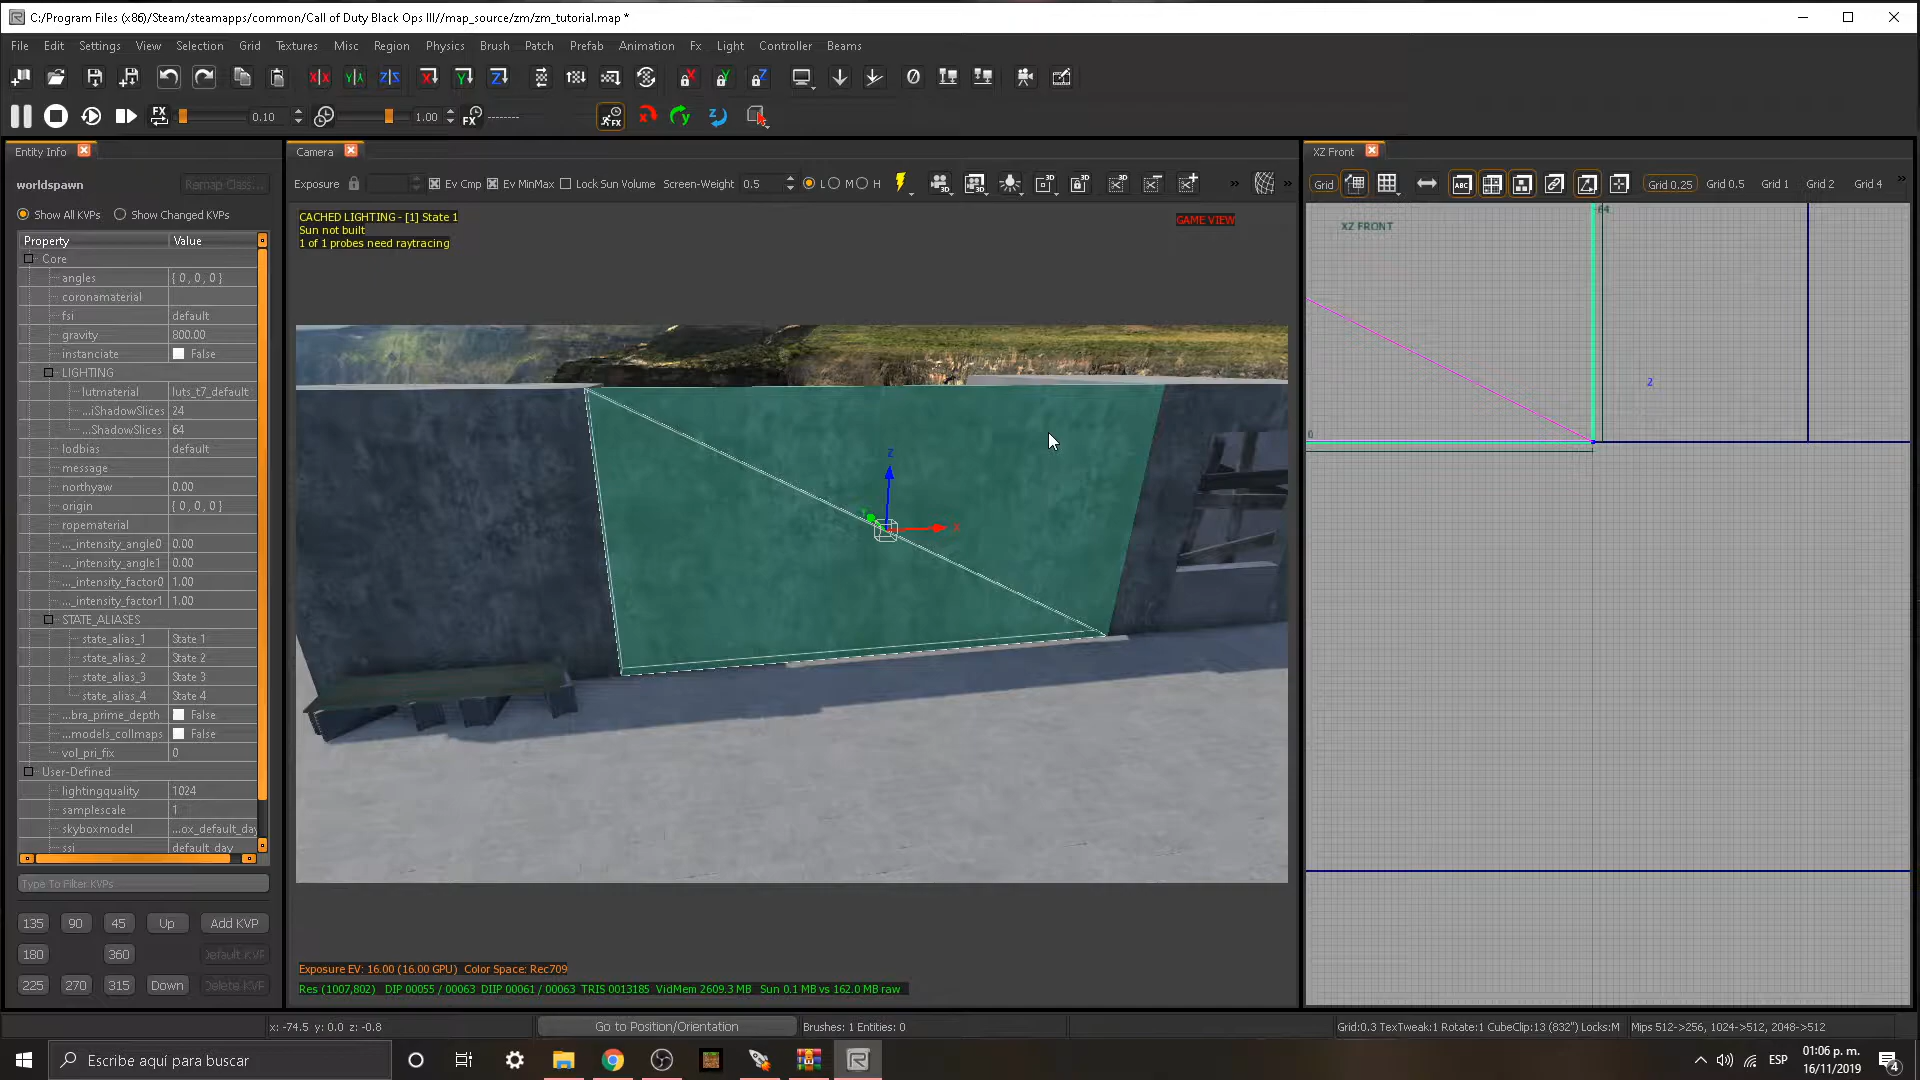 C:/Program Files (x86)/Steam/steamapps/common/Call of Duty Black Ops III//map_source/zm/zm_tutorial.map *
File Edit Settings View Selection Grid Textures Misc Region Physics Brush Patch Prefab Animation Fx Light Controller Beams
FX 0.10 1.00 FX --------
Entity Info
worldspawn Remap Class...
Show All KVPs Show Changed KVPs
Property Value
Core
angles { 0 , 0 , 0 }
coronamaterial
fsi default
gravity 800.00
instanciate False
LIGHTING
lutmaterial luts_t7_default
...iShadowSlices 24
...ShadowSlices 64
lodbias default
message
northyaw 0.00
origin { 0 , 0 , 0 }
ropematerial
..._intensity_angle0 0.00
..._intensity_angle1 0.00
..._intensity_factor0 1.00
..._intensity_factor1 1.00
STATE_ALIASES
state_alias_1 State 1
state_alias_2 State 2
state_alias_3 State 3
state_alias_4 State 4
...bra_prime_depth False
...models_collmaps False
vol_pri_fix 0
User-Defined
lightingquality 1024
samplescale 1
skyboxmodel ...ox_default_day
ssi default_day
Type To Filter KVPs
135 90 45 Up Add KVP
180 360 Default KVP
225 270 315 Down Delete KVP
Camera
Exposure Ev Cmp Ev MinMax Lock Sun Volume Screen-Weight 0.5 L M H
CACHED LIGHTING - [1] State 1
Sun not built
1 of 1 probes need raytracing
GAME VIEW
Z
X
Exposure EV: 16.00 (16.00 GPU) Color Space: Rec709
Res (1007,802) DIP 00055 / 00063 DIIP 00061 / 00063 TRIS 0013185 VidMem 2609.3 MB Sun 0.1 MB vs 162.0 MB raw
XZ Front
Grid ABC Grid 0.25 Grid 0.5 Grid 1 Grid 2 Grid 4
-64
XZ FRONT
Z
0
x: -74.5 y: 0.0 z: -0.8 Go to Position/Orientation Brushes: 1 Entities: 0 Grid:0.3 TexTweak:1 Rotate:1 CubeClip:13 (832") Locks:M Mips 512->256, 1024->512, 2048->512
Escribe aquí para buscar
ESP
01:06 p. m.
16/11/2019
4